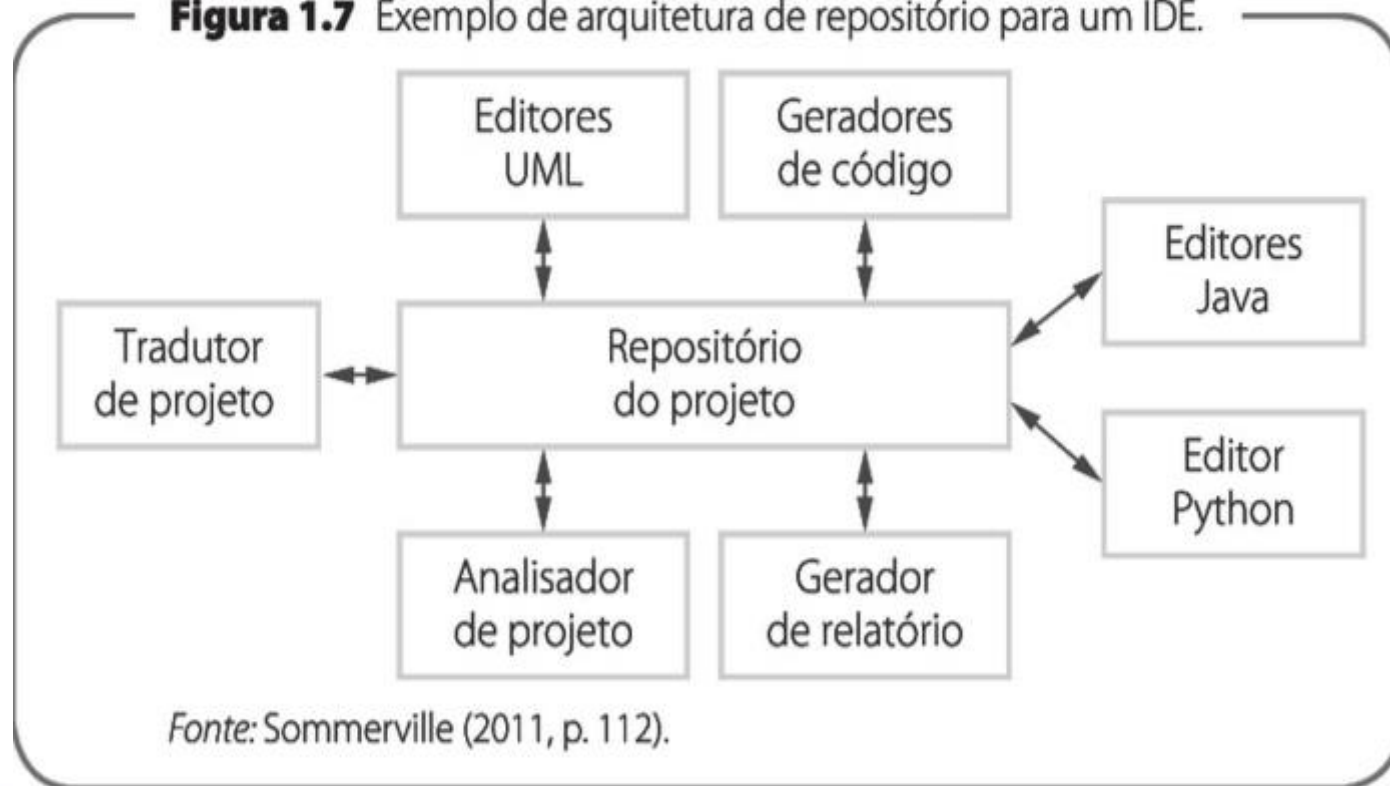 Figura 1.7 Exemplo de arquitetura de repositório para um IDE.
Editores
UML
Geradores
de código
Editores
Java
Tradutor
de projeto
Repositório
do projeto
Editor
Python
Analisador
de projeto
Gerador
de relatório
Fonte: Sommerville (2011, p. 112).